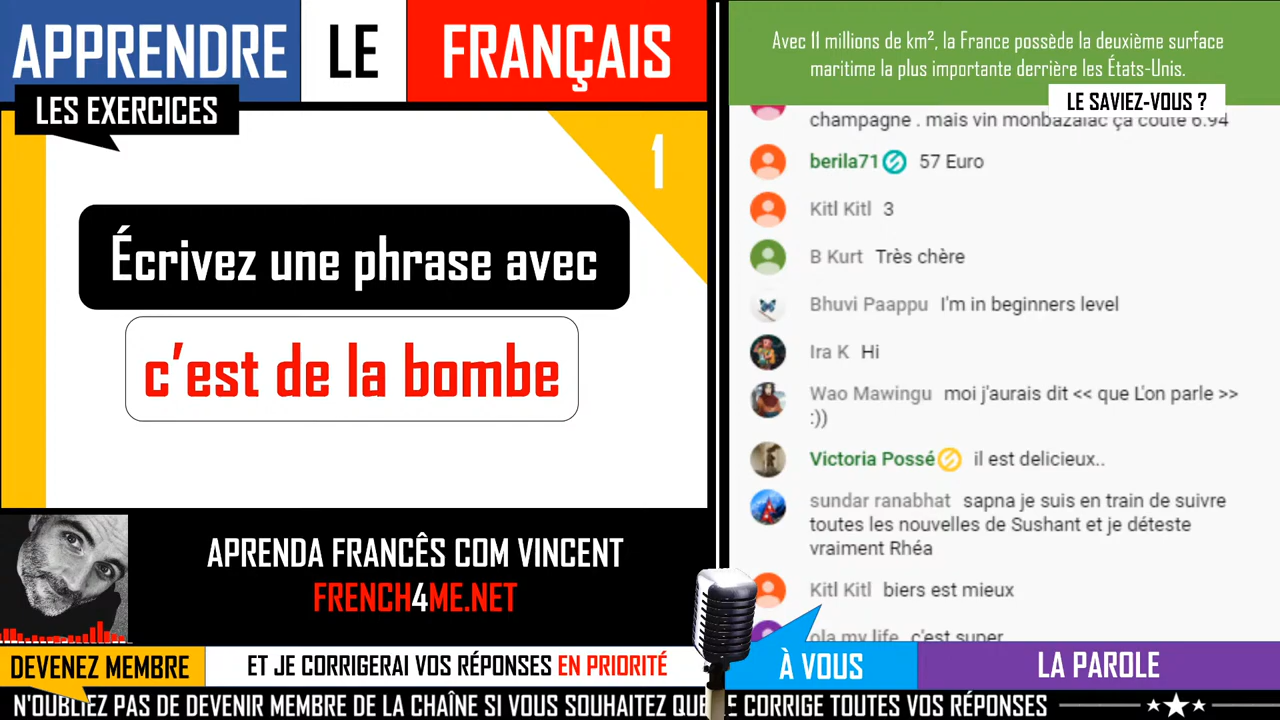 APPRENDRE LE FRANÇAIS
LES EXERCICES
1
Écrivez une phrase avec
c’est de la bombe
APRENDA FRANCÊS COM VINCENT
FRENCH4ME.NET
DEVENEZ MEMBRE
ET JE CORRIGERAI VOS RÉPONSES EN PRIORITÉ
Avec 11 millions de km², la France possède la deuxième surface
maritime la plus importante derrière les États-Unis.
LE SAVIEZ-VOUS ?
champagne . mais vin monbazalac ça coute 6.94
berila71 57 Euro
Kitl Kitl 3
B Kurt Très chère
Bhuvi Paappu I'm in beginners level
Ira K Hi
Wao Mawingu moi j'aurais dit << que L'on parle >>
:))
Victoria Possé il est delicieux..
sundar ranabhat sapna je suis en train de suivre
toutes les nouvelles de Sushant et je déteste
vraiment Rhéa
Kitl Kitl biers est mieux
ola my life c'est super
À VOUS
LA PAROLE
N'OUBLIEZ PAS DE DEVENIR MEMBRE DE LA CHAÎNE SI VOUS SOUHAITEZ QUE CORRIGE TOUTES VOS RÉPONSES